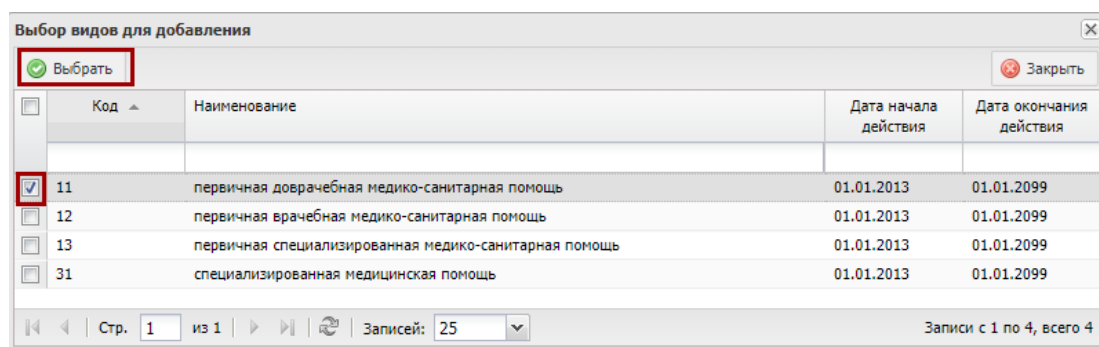 Выбор видов для добавления
Выбрать
Закрыть
Код
Наименование
Дата начала действия
Дата окончания действия
11 первичная доврачебная медико-санитарная помощь 01.01.2013 01.01.2099
12 первичная врачебная медико-санитарная помощь 01.01.2013 01.01.2099
13 первичная специализированная медико-санитарная помощь 01.01.2013 01.01.2099
31 специализированная медицинская помощь 01.01.2013 01.01.2099
Стр. 1 из 1 Записей: 25 Записи с 1 по 4, всего 4